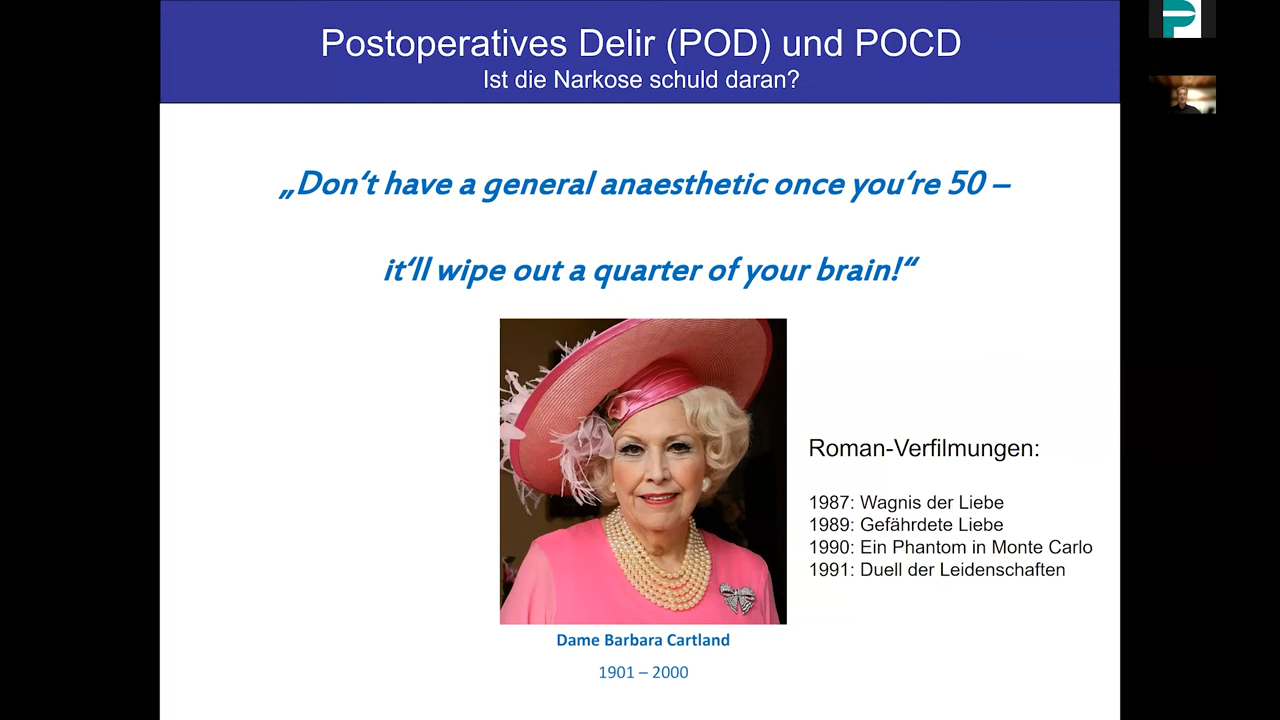 Postoperatives Delir (POD) und POCD
Ist die Narkose schuld daran?
„Don‘t have a general anaesthetic once you‘re 50 –
it‘ll wipe out a quarter of your brain!“
Roman-Verfilmungen:
1987: Wagnis der Liebe
1989: Gefährdete Liebe
1990: Ein Phantom in Monte Carlo
1991: Duell der Leidenschaften
Dame Barbara Cartland
1901 – 2000